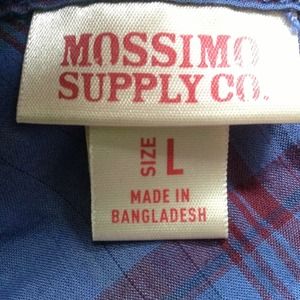 MOSSIMO
SUPPLY CO.
SIZE L
MADE IN
BANGLADESH